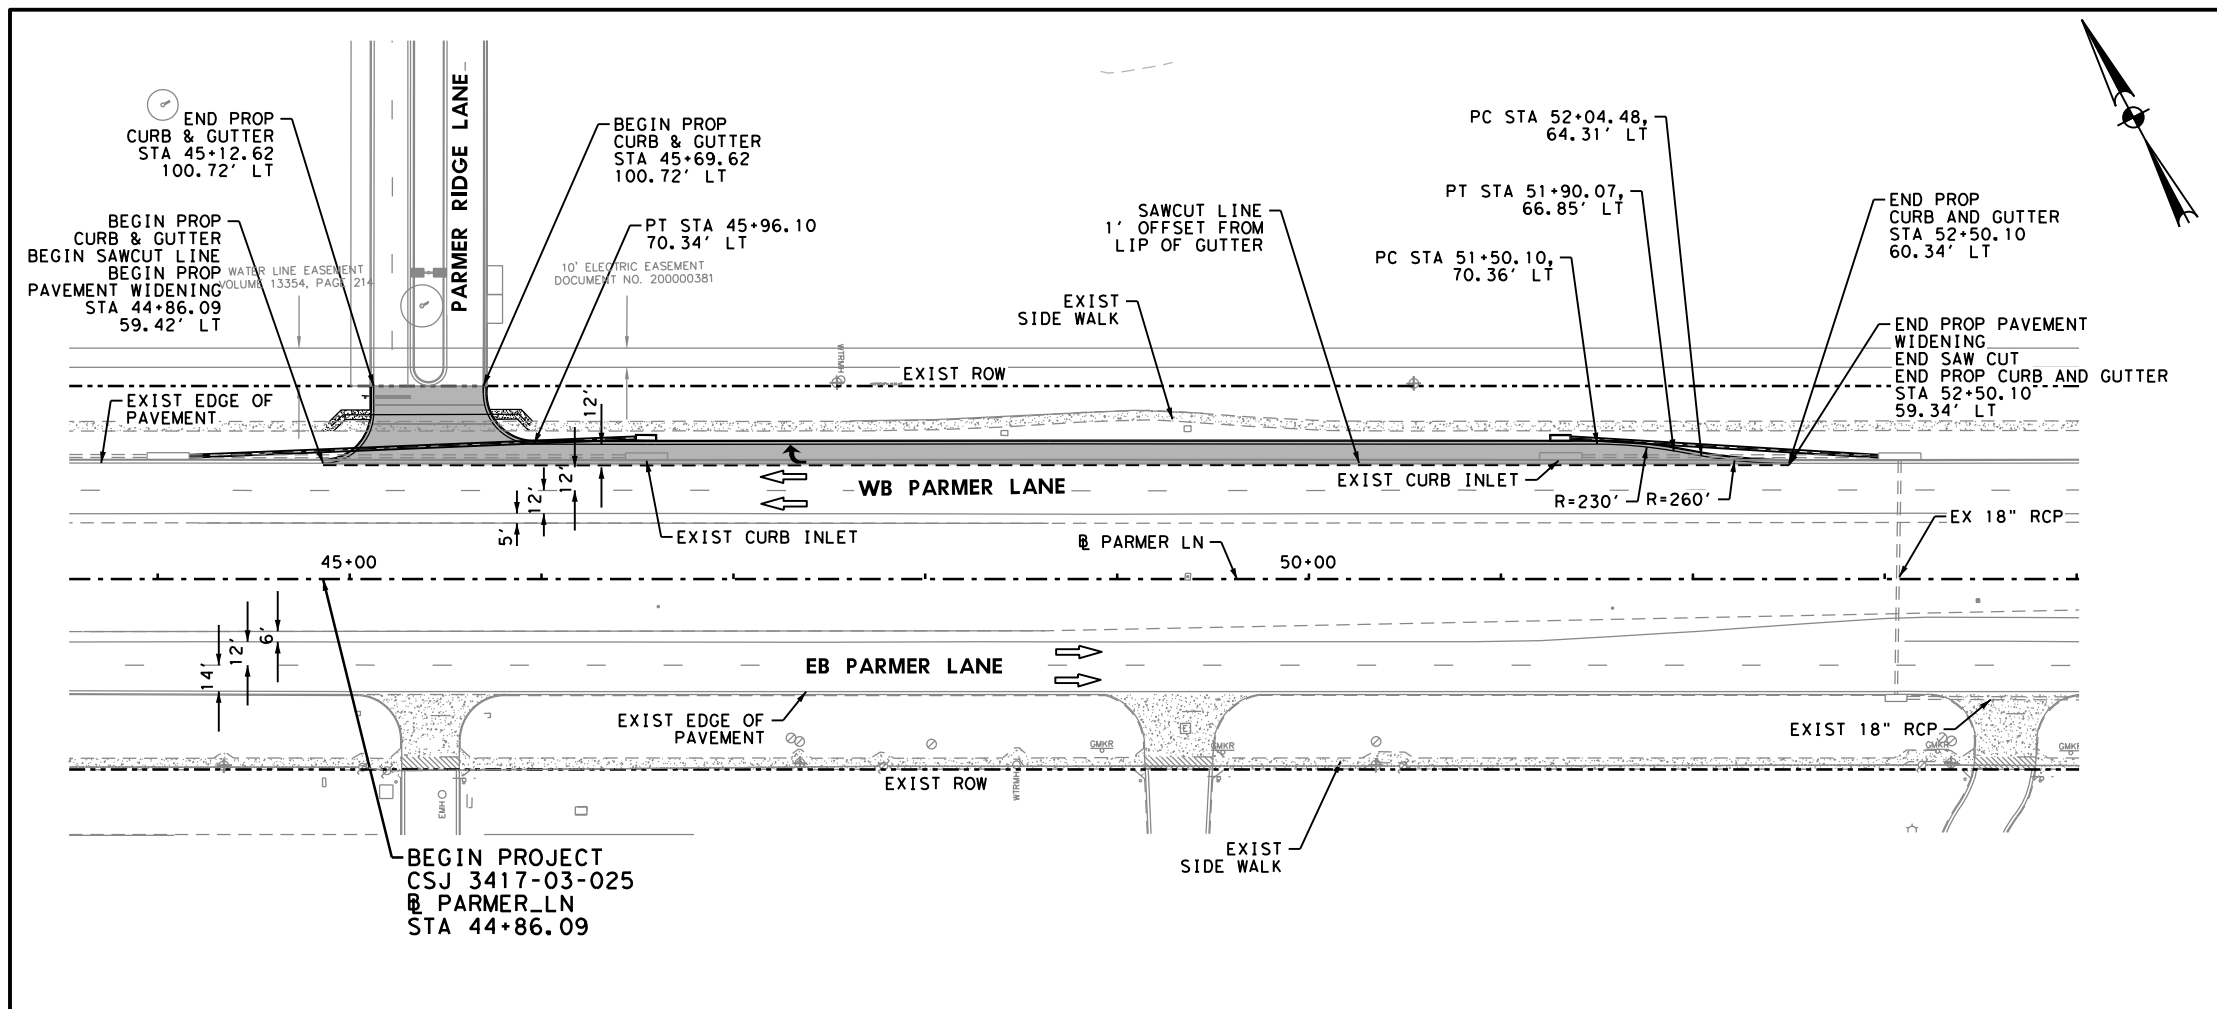 END PROP
CURB & GUTTER
STA 45+12.62
100.72' LT
PARMER RIDGE LANE
BEGIN PROP
CURB & GUTTER
STA 45+69.62
100.72' LT
PC STA 52+04.48,
64.31' LT
PT STA 51+90.07,
66.85' LT
PC STA 51+50.10,
70.36' LT
END PROP
CURB AND GUTTER
STA 52+50.10
60.34' LT
BEGIN PROP
CURB & GUTTER
BEGIN SAWCUT LINE
BEGIN PROP
PAVEMENT WIDENING
STA 44+86.09
59.42' LT
WATER LINE EASEMENT
VOLUME 13354, PAGE 214
PT STA 45+96.10
70.34' LT
10' ELECTRIC EASEMENT
DOCUMENT NO. 200000381
SAWCUT LINE
1' OFFSET FROM
LIP OF GUTTER
EXIST
SIDE WALK
END PROP PAVEMENT
WIDENING
END SAW CUT
END PROP CURB AND GUTTER
STA 52+50.10
59.34' LT
WTRMH
EXIST ROW
EXIST EDGE OF
PAVEMENT
12'
12'
12'
5'
WB PARMER LANE
EXIST CURB INLET
EXIST CURB INLET
R=230'
R=260'
EX 18" RCP
PARMER LN
45+00
50+00
6'
12'
14'
EB PARMER LANE
EXIST EDGE OF
PAVEMENT
EXIST 18" RCP
GMKR
GMKR
GMKR
GMKR
E
EXIST ROW
WTRMH
EMH
EXIST
SIDE WALK
BEGIN PROJECT
CSJ 3417-03-025
PARMER_LN
STA 44+86.09